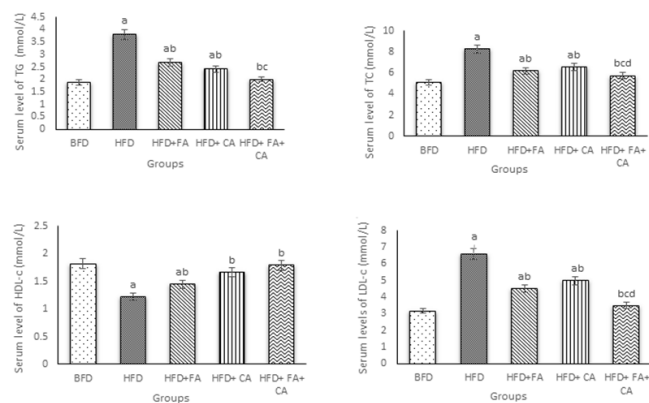 Serum level of TG (mmol/L)
4.5
4
3.5
3
2.5
2
1.5
1
0.5
0
a
ab
ab
bc
BFD
HFD
HFD+FA
HFD+ CA
HFD+ FA+
CA
Groups
Serum level of TC (mmol/L)
10
8
6
4
2
0
a
ab
ab
bcd
BFD
HFD
HFD+FA
HFD+ CA
HFD+ FA+
CA
Groups
Serum level of HDL-c (mmol/L)
2.5
2
1.5
1
0.5
0
a
ab
b
b
BFD
HFD
HFD+FA
HFD+ CA
HFD+ FA+
CA
Groups
Serum levels of LDL-c (mmol/L)
8
7
6
5
4
3
2
1
0
a
ab
ab
bcd
BFD
HFD
HFD+FA
HFD+ CA
HFD+ FA+
CA
Groups